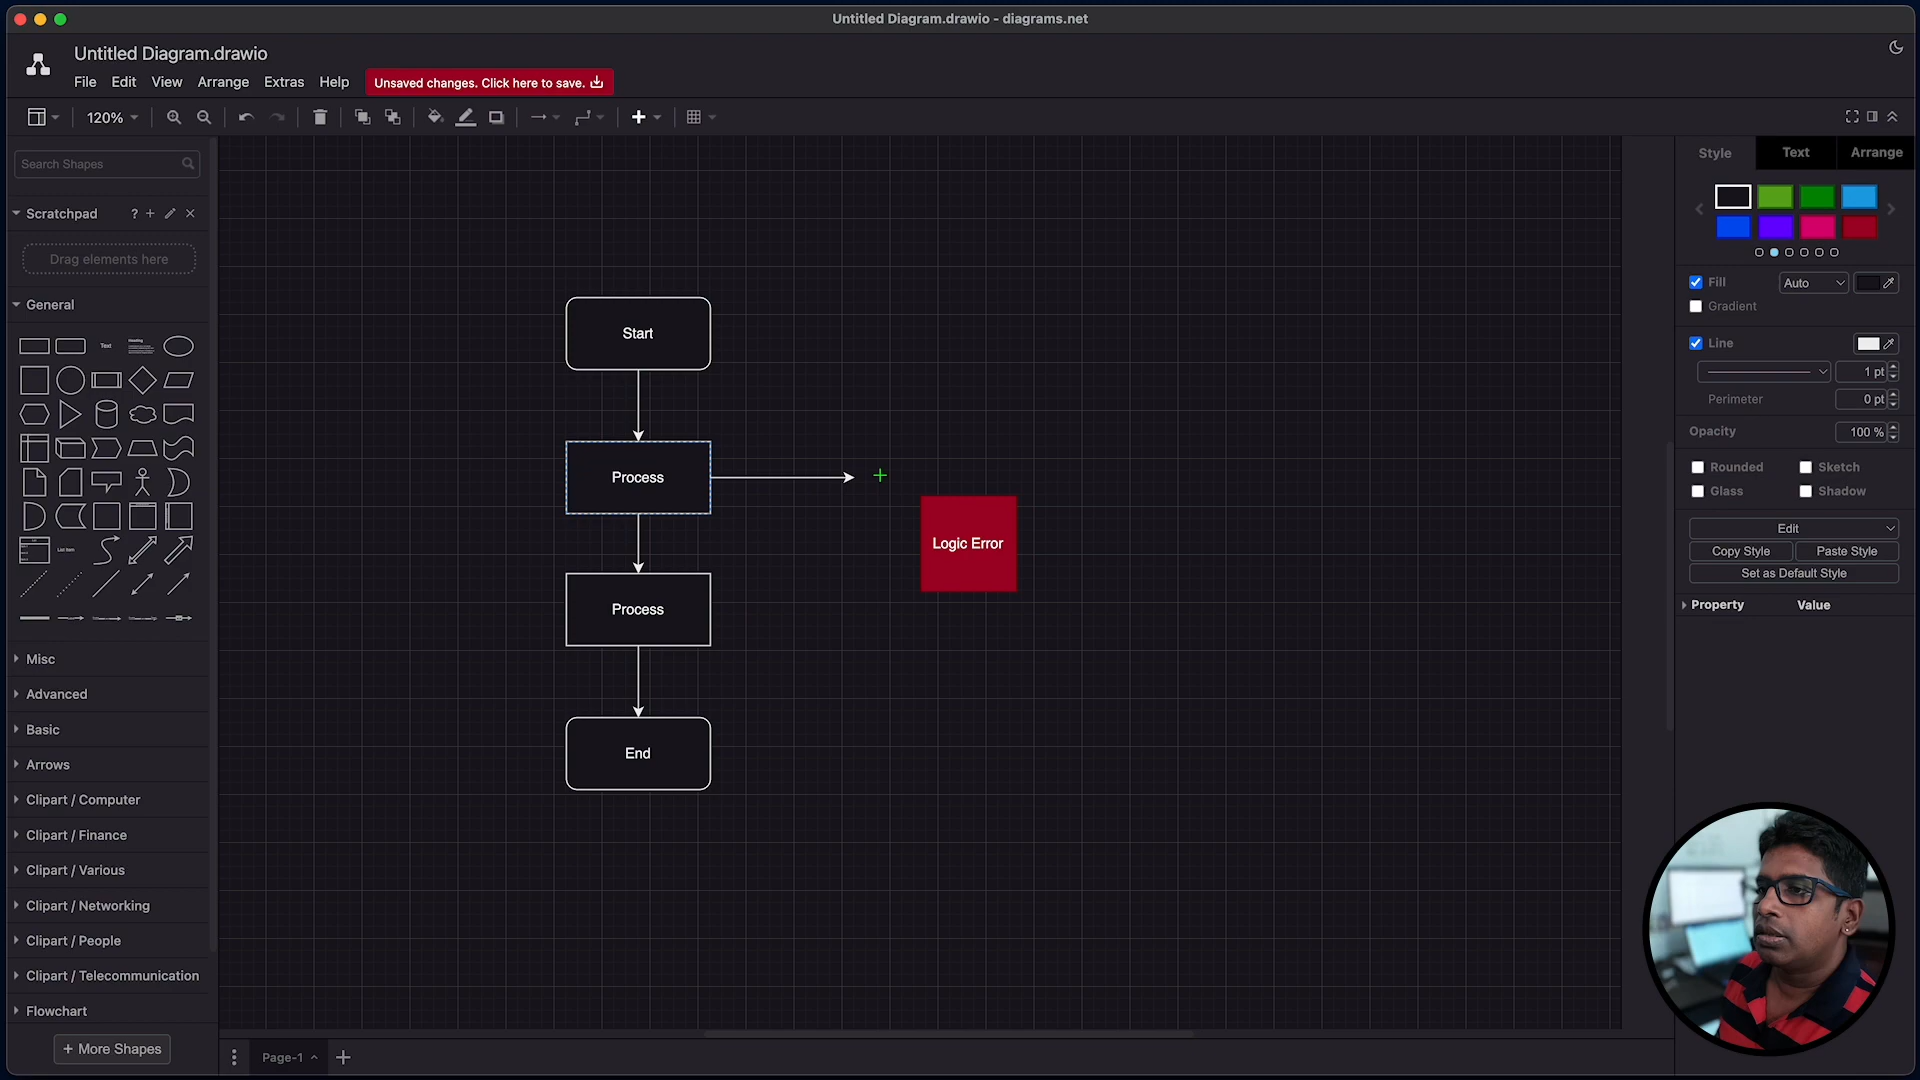 Untitled Diagram.drawio - diagrams.net
Untitled Diagram.drawio
File Edit View Arrange Extras Help Unsaved changes. Click here to save.
120%
Search Shapes
Scratchpad ? + ×
Drag elements here
General
Text
Heading
List Item
Misc
Advanced
Basic
Arrows
Clipart / Computer
Clipart / Finance
Clipart / Various
Clipart / Networking
Clipart / People
Clipart / Telecommunication
Flowchart
+ More Shapes
Start
Process
Logic Error
Process
End
Page-1
Style Text Arrange
Fill Auto
Gradient
Line
1 pt
Perimeter 0 pt
Opacity 100 %
Rounded Sketch
Glass Shadow
Edit
Copy Style Paste Style
Set as Default Style
Property Value